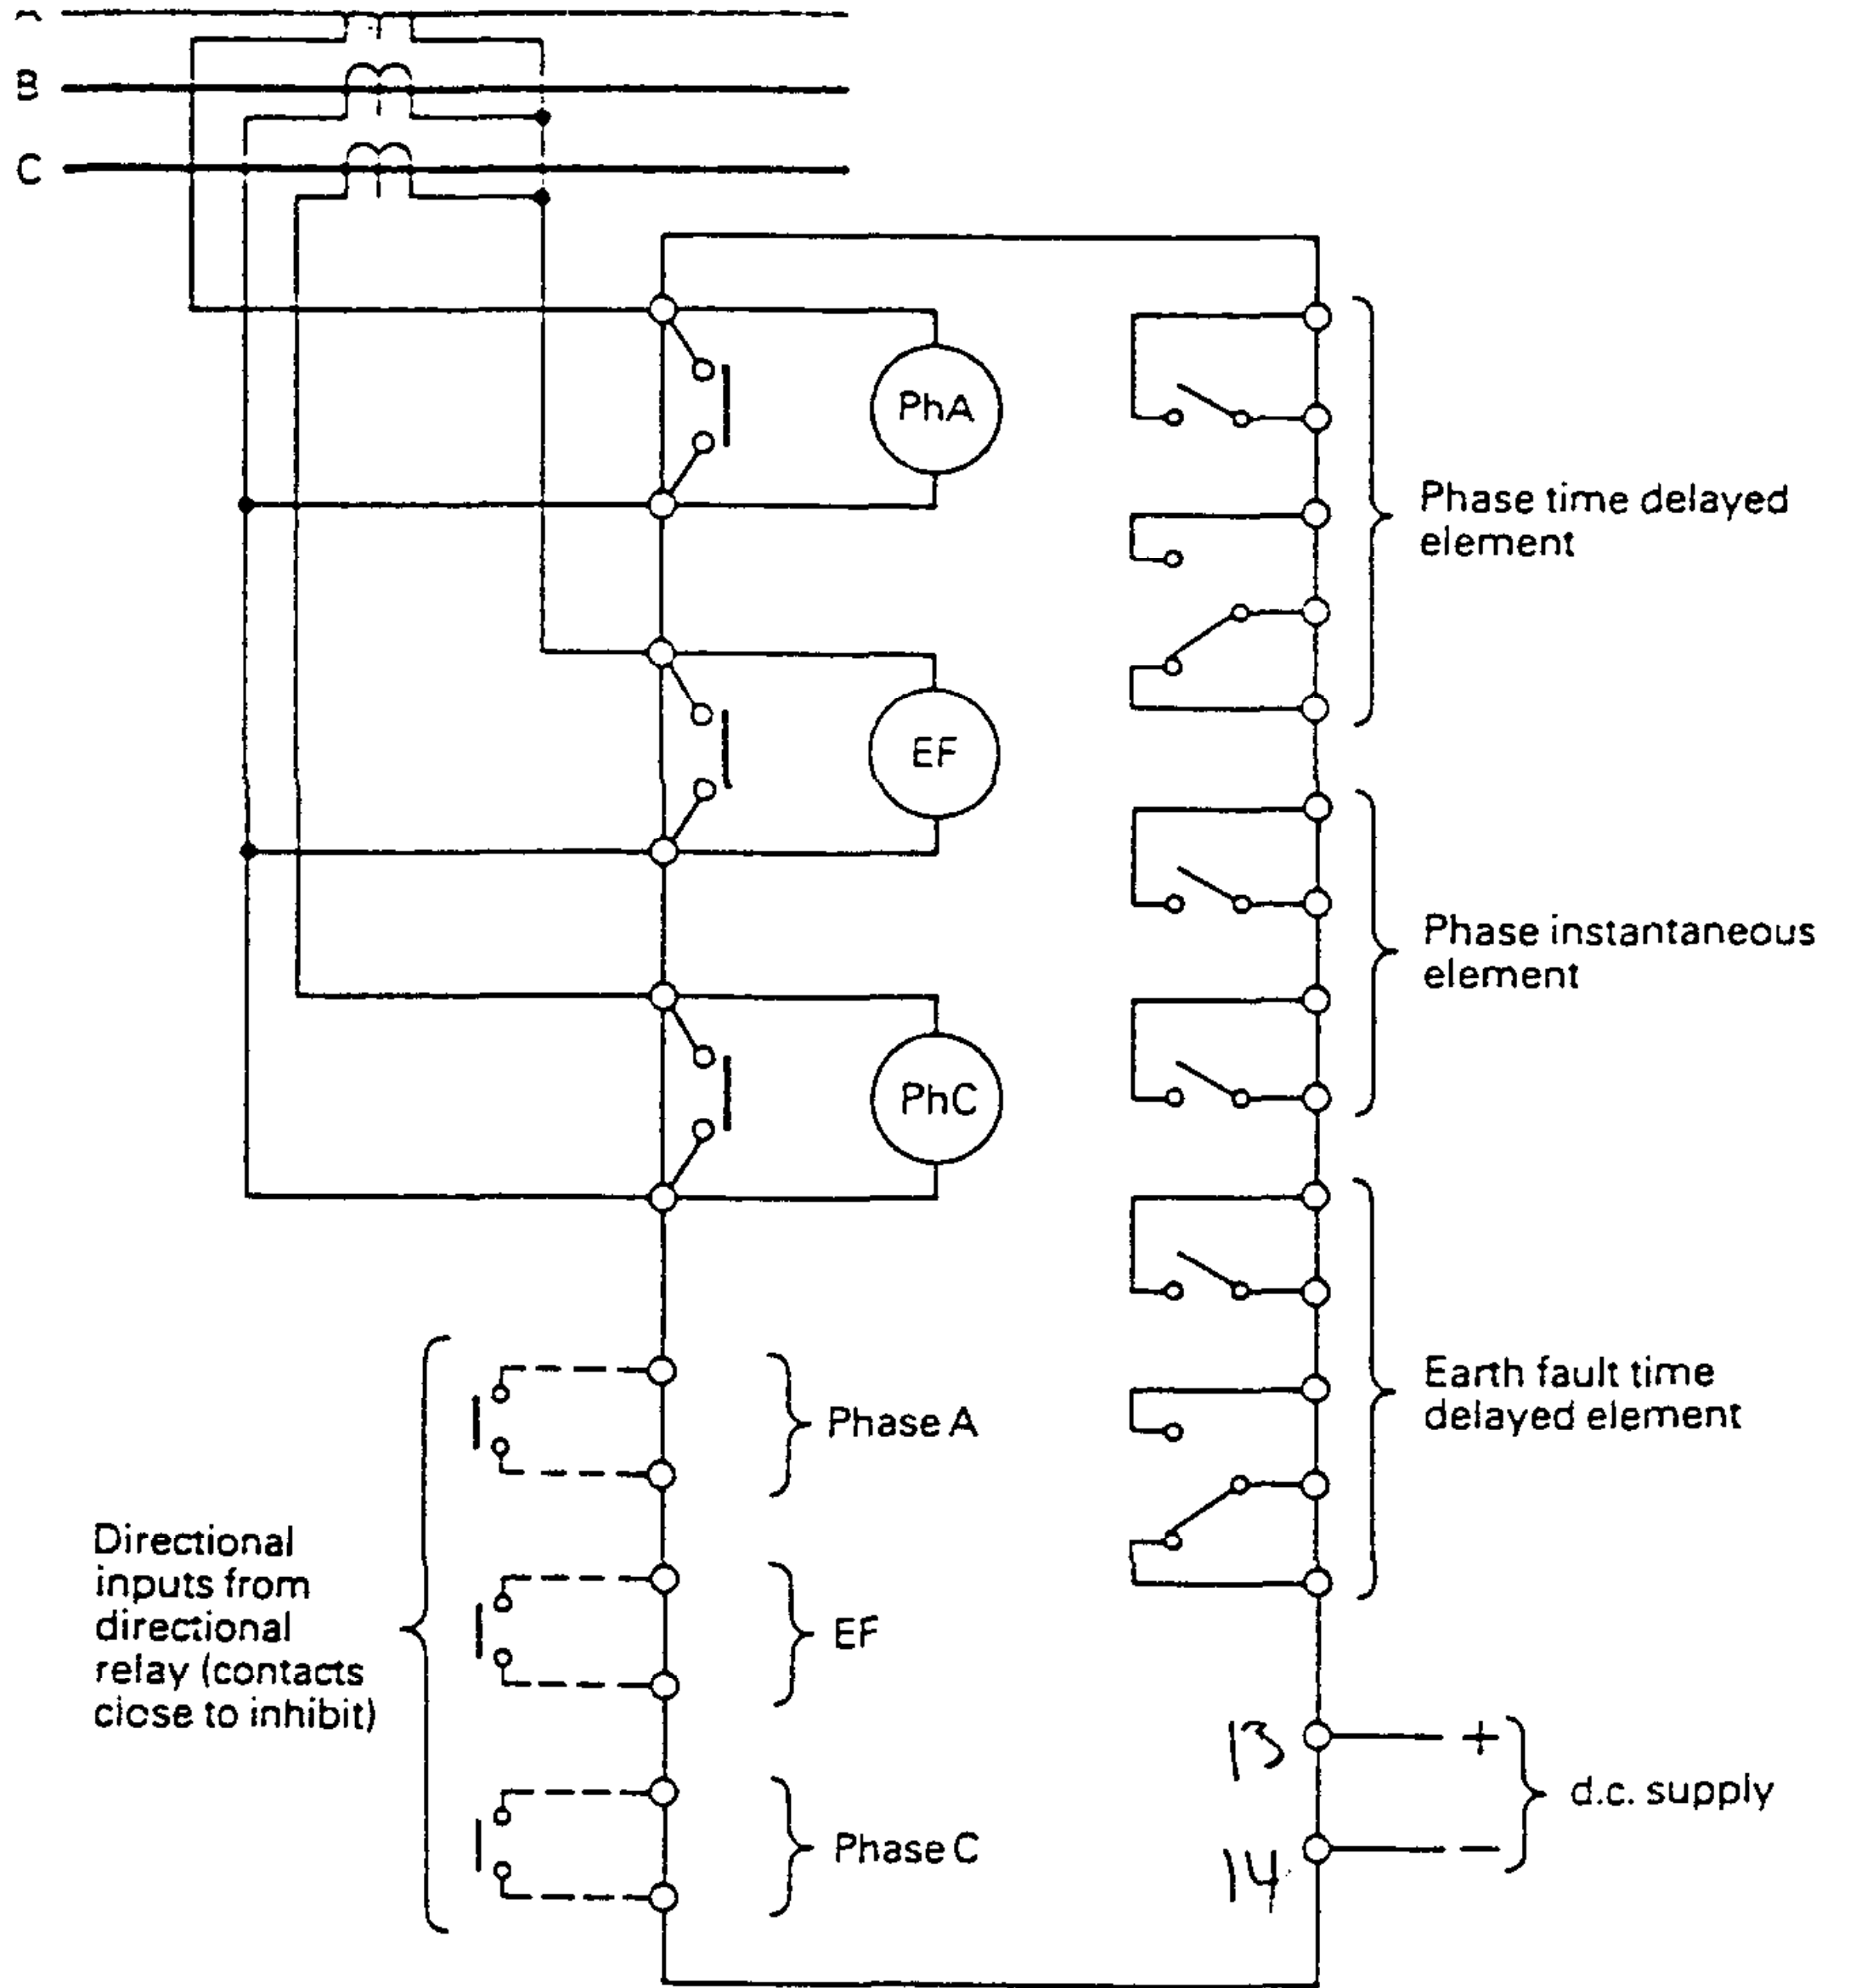 B
C
PhA
Phase time delayed
element
EF
Phase instantaneous
element
PhC
Earth fault time
delayed element
Phase A
Directional
inputs from
directional
relay (contacts
close to inhibit)
EF
13
+
d.c. supply
Phase C
14
−